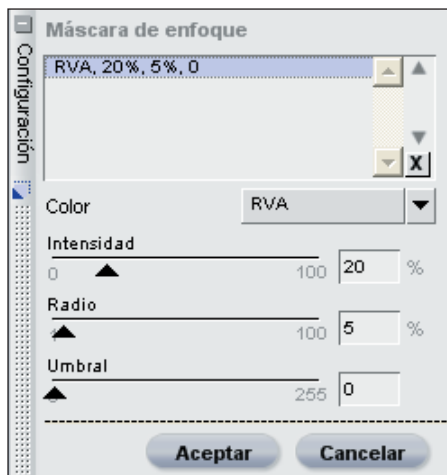 Máscara de enfoque
Configuración
RVA, 20%, 5%, 0
X
Color RVA
Intensidad
0 100 20 %
Radio
100 5 %
Umbral
255 0
Aceptar Cancelar